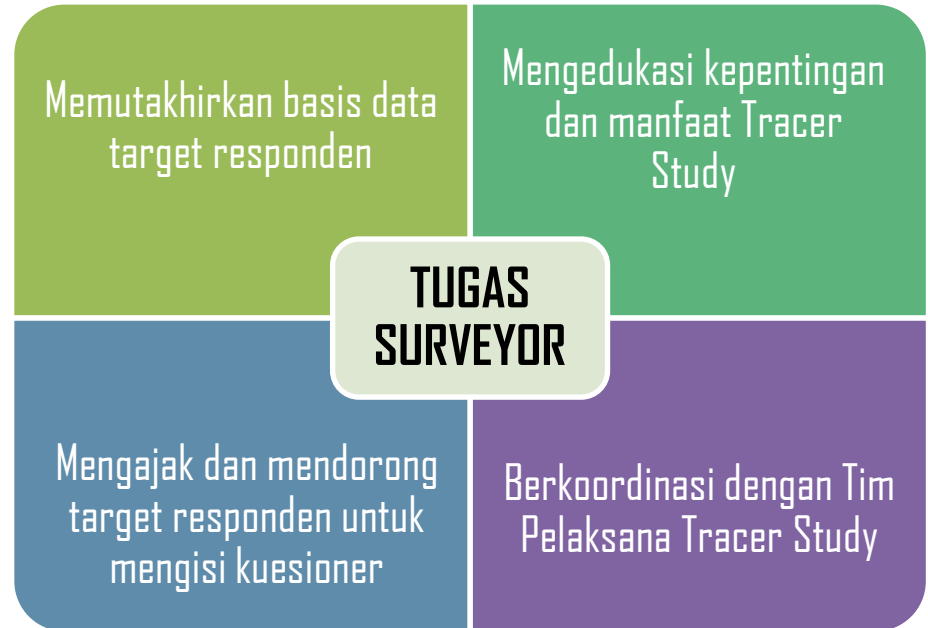 Memutakhirkan basis data
target responden
Mengedukasi kepentingan
dan manfaat Tracer
Study
TUGAS
SURVEYOR
Mengajak dan mendorong
target responden untuk
mengisi kuesioner
Berkoordinasi dengan Tim
Pelaksana Tracer Study